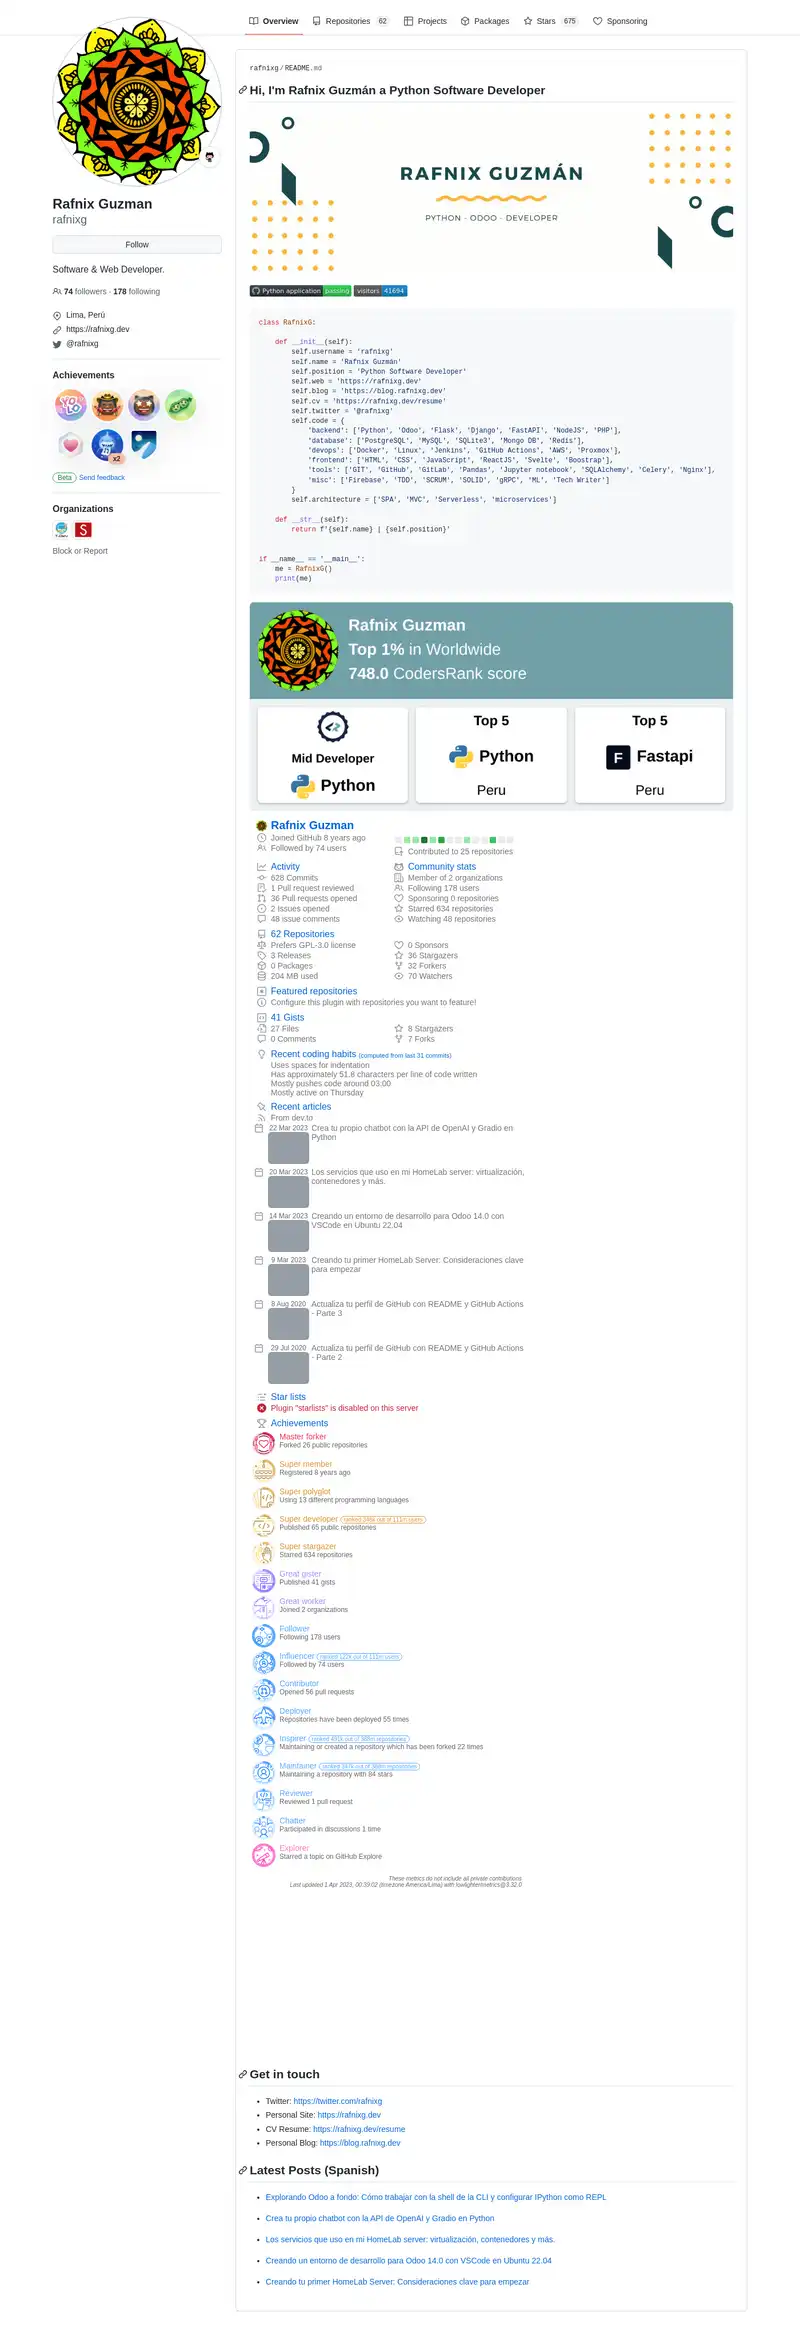 Overview
Repositories 62
Projects
Packages
Stars 675
Sponsoring
Rafnix Guzman
rafnixg
Follow
Software & Web Developer.
74 followers · 178 following
Lima, Perú
https://rafnixg.dev
@rafnixg
Achievements
YOLO
x2
Beta Send feedback
Organizations
Block or Report
rafnixg/README.md
Hi, I'm Rafnix Guzmán a Python Software Developer
RAFNIX GUZMÁN
PYTHON - ODOO - DEVELOPER
Python application passing visitors 41694
class RafnixG:
def __init__(self):
self.username = 'rafnixg'
self.name = 'Rafnix Guzmán'
self.position = 'Python Software Developer'
self.web = 'https://rafnixg.dev'
self.blog = 'https://blog.rafnixg.dev'
self.cv = 'https://rafnixg.dev/resume'
self.twitter = '@rafnixg'
self.code = {
'backend': ['Python', 'Odoo', 'Flask', 'Django', 'FastAPI', 'NodeJS', 'PHP'],
'database': ['PostgreSQL', 'MySQL', 'SQLite3', 'Mongo DB', 'Redis'],
'devops': ['Docker', 'Linux', 'Jenkins', 'GitHub Actions', 'AWS', 'Proxmox'],
'frontend': ['HTML', 'CSS', 'JavaScript', 'ReactJS', 'Svelte', 'Boostrap'],
'tools': ['GIT', 'GitHub', 'GitLab', 'Pandas', 'Jupyter notebook', 'SQLAlchemy', 'Celery', 'Nginx'],
'misc': ['Firebase', 'TDD', 'SCRUM', 'SOLID', 'gRPC', 'ML', 'Tech Writer']
}
self.architecture = ['SPA', 'MVC', 'Serverless', 'microservices']
def __str__(self):
return f'{self.name} | {self.position}'
if __name__ == '__main__':
me = RafnixG()
print(me)
Rafnix Guzman
Top 1% in Worldwide
748.0 CodersRank score
Mid Developer
Python
Top 5
Python
Peru
Top 5
Fastapi
Peru
Rafnix Guzman
Joined GitHub 8 years ago
Followed by 74 users
Contributed to 25 repositories
Activity
628 Commits
1 Pull request reviewed
36 Pull requests opened
2 Issues opened
48 issue comments
Community stats
Member of 2 organizations
Following 178 users
Sponsoring 0 repositories
Starred 634 repositories
Watching 48 repositories
62 Repositories
Prefers GPL-3.0 license
3 Releases
0 Packages
204 MB used
0 Sponsors
36 Stargazers
32 Forkers
70 Watchers
Featured repositories
Configure this plugin with repositories you want to feature!
41 Gists
27 Files
0 Comments
8 Stargazers
7 Forks
Recent coding habits (computed from last 31 commits)
Uses spaces for indentation
Has approximately 51.8 characters per line of code written
Mostly pushes code around 03:00
Mostly active on Thursday
Recent articles
From dev.to
22 Mar 2023 Crea tu propio chatbot con la API de OpenAI y Gradio en
Python
20 Mar 2023 Los servicios que uso en mi HomeLab server: virtualización,
contenedores y más.
14 Mar 2023 Creando un entorno de desarrollo para Odoo 14.0 con
VSCode en Ubuntu 22.04
9 Mar 2023 Creando tu primer HomeLab Server: Consideraciones clave
para empezar
8 Aug 2020 Actualiza tu perfil de GitHub con README y GitHub Actions
- Parte 3
29 Jul 2020 Actualiza tu perfil de GitHub con README y GitHub Actions
- Parte 2
Star lists
Plugin "starlists" is disabled on this server
Achievements
Master forker
Forked 26 public repositories
Super member
Registered 8 years ago
Super polyglot
Using 13 different programming languages
Super developer ranked 246k out of 111m users
Published 65 public repositories
Super stargazer
Starred 634 repositories
Great gister
Published 41 gists
Great worker
Joined 2 organizations
Follower
Following 178 users
Influencer ranked 122k out of 111m users
Followed by 74 users
Contributor
Opened 56 pull requests
Deployer
Repositories have been deployed 55 times
Inspirer
Maintaining or created a repository which has been forked 22 times
Maintainer
Maintaining a repository with 84 stars
Reviewer
Reviewed 1 pull request
Chatter
Participated in discussions 1 time
Explorer
Starred a topic on GitHub Explore
These metrics do not include all private contributions
Last updated 1 Apr 2023, 00:39:02 (timezone America/Lima) with lowlighter/metrics@3.32.0
Get in touch
Twitter: https://twitter.com/rafnixg
Personal Site: https://rafnixg.dev
CV Resume: https://rafnixg.dev/resume
Personal Blog: https://blog.rafnixg.dev
Latest Posts (Spanish)
Explorando Odoo a fondo: Cómo trabajar con la shell de la CLI y configurar IPython como REPL
Crea tu propio chatbot con la API de OpenAI y Gradio en Python
Los servicios que uso en mi HomeLab server: virtualización, contenedores y más.
Creando un entorno de desarrollo para Odoo 14.0 con VSCode en Ubuntu 22.04
Creando tu primer HomeLab Server: Consideraciones clave para empezar